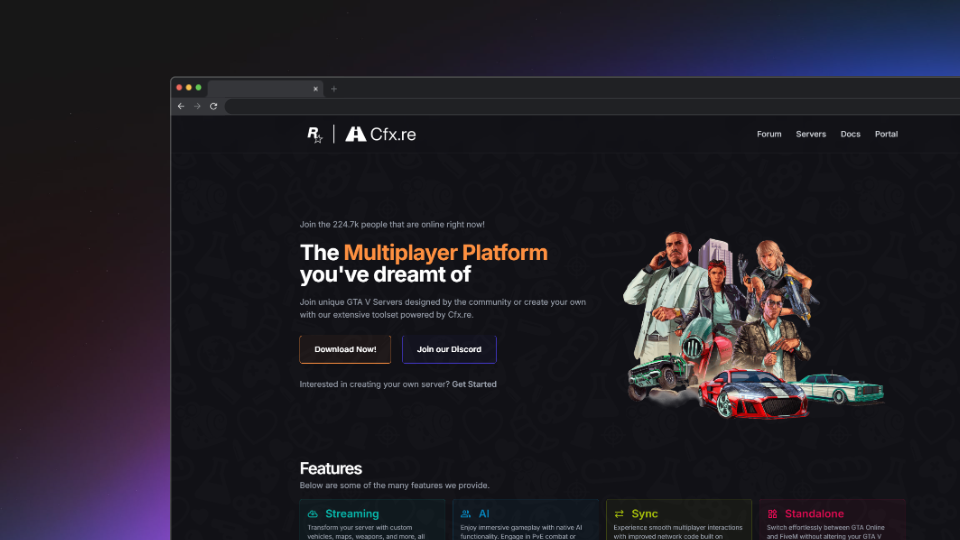 R Cfx.re
Forum Servers Docs Portal
Join the 224.7k people that are online right now!
The Multiplayer Platform
you've dreamt of
Join unique GTA V Servers designed by the community or create your own
with our extensive toolset powered by Cfx.re.
Download Now! Join our Discord
Interested in creating your own server? Get Started
Features
Below are some of the many features we provide.
Streaming
Transform your server with custom
vehicles, maps, weapons, and more, all
AI
Enjoy immersive gameplay with native AI
functionality. Engage in PvE combat or
Sync
Experience smooth multiplayer interactions
with improved network code built on
Standalone
Switch effortlessly between GTA Online
and FiveM without altering your GTA V